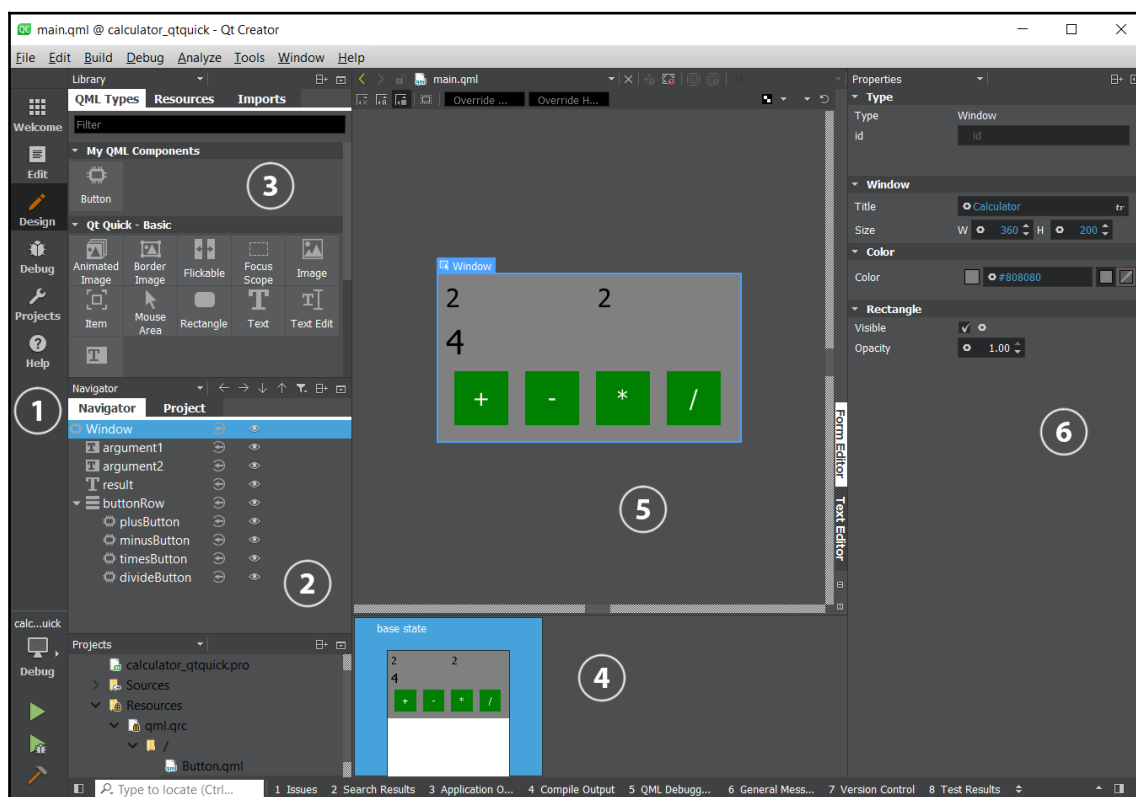 main.qml @ calculator_qtquick - Qt Creator
File Edit Build Debug Analyze Tools Window Help
Welcome
Edit
Design
Debug
Projects
Help
1
calc...uick
Debug
Library
QML Types Resources Imports
Filter
My QML Components
Button
3
Qt Quick - Basic
Animated Image
Border Image
Flickable
Focus Scope
Image
Item
Mouse Area
Rectangle
Text
Text Edit
Navigator
Navigator Project
Window
argument1
argument2
result
buttonRow
plusButton
minusButton
timesButton
divideButton
2
Projects
calculator_qtquick.pro
Sources
Resources
qml.qrc
/
Button.qml
main.qml
Override ... Override H...
Window
2 2
4
+ - * /
5
Form Editor
Text Editor
base state
2 2
4
+ - * /
4
Properties
Type
Type Window
id id
Window
Title Calculator tr
Size W 360 H 200
Color
Color #808080
Rectangle
Visible
Opacity 1.00
6
Type to locate (Ctrl... 1 Issues 2 Search Results 3 Application O... 4 Compile Output 5 QML Debugg... 6 General Mess... 7 Version Control 8 Test Results